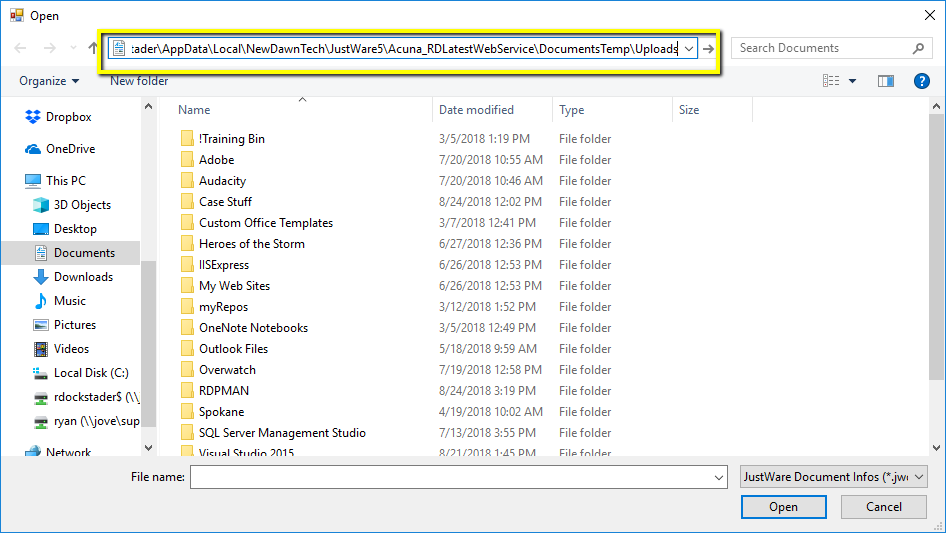 Open
:ader\AppData\Local\NewDawnTech\JustWare5\Acuna_RDLatestWebService\DocumentsTemp\Uploads
Search Documents
Organize
New folder
Name Date modified Type Size
Dropbox
OneDrive
This PC
3D Objects
Desktop
Documents
Downloads
Music
Pictures
Videos
Local Disk (C:)
rdockstader$ (\\
ryan (\\jove\sup
Network
!Training Bin 3/5/2018 1:19 PM File folder
Adobe 7/20/2018 10:55 AM File folder
Audacity 7/20/2018 10:46 AM File folder
Case Stuff 8/24/2018 12:02 PM File folder
Custom Office Templates 3/7/2018 12:41 PM File folder
Heroes of the Storm 6/27/2018 12:36 PM File folder
IISExpress 6/26/2018 12:53 PM File folder
My Web Sites 6/26/2018 12:53 PM File folder
myRepos 3/12/2018 1:52 PM File folder
OneNote Notebooks 3/5/2018 12:49 PM File folder
Outlook Files 5/18/2018 9:59 AM File folder
Overwatch 7/19/2018 12:58 PM File folder
RDPMAN 8/24/2018 3:19 PM File folder
Spokane 4/19/2018 10:02 AM File folder
SQL Server Management Studio 7/13/2018 3:55 PM File folder
Visual Studio 2015 8/21/2018 1:45 PM File folder
File name:
JustWare Document Infos (*.jwd
Open
Cancel